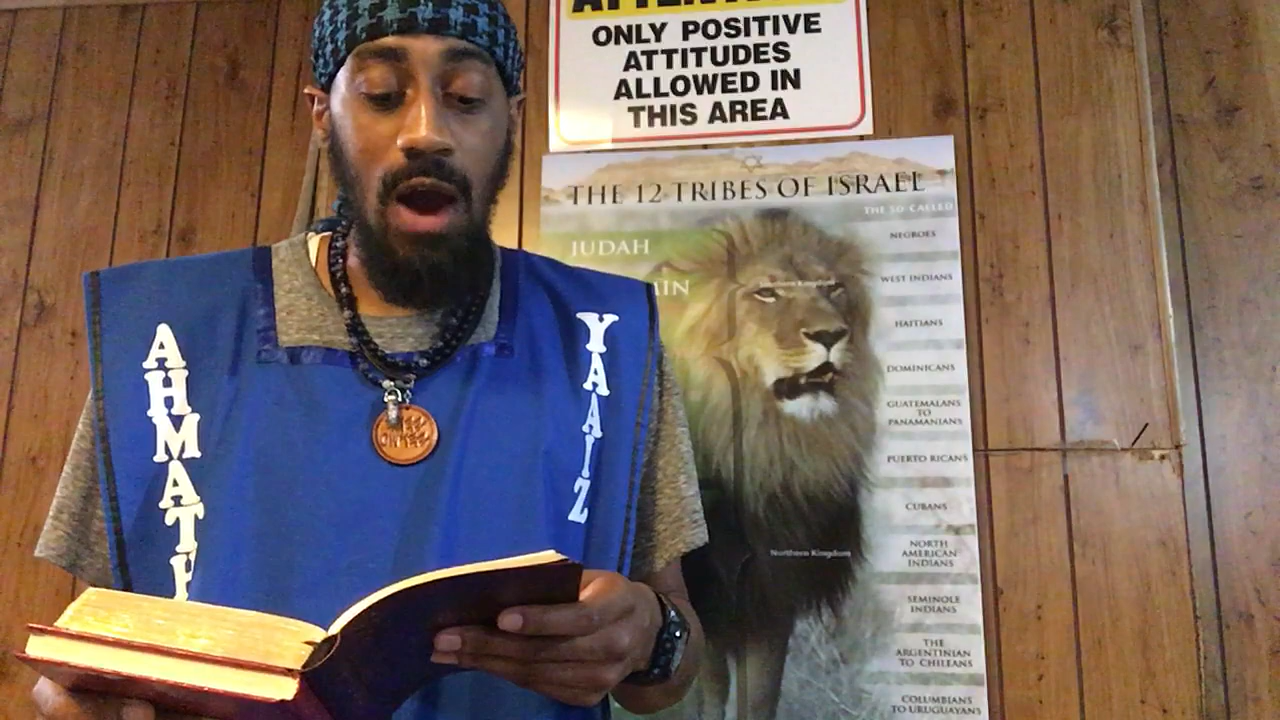 ONLY POSITIVE
ATTITUDES
ALLOWED IN
THIS AREA
THE 12 TRIBES OF ISRAEL
THE SO CALLED
JUDAH
NEGROES
WEST INDIANS
HAITIANS
DOMINICANS
GUATEMALANS
TO
PANAMANIANS
PUERTO RICANS
CUBANS
Northern Kingdom
NORTH
AMERICAN
INDIANS
SEMINOLE
INDIANS
THE
ARGENTINIAN
TO CHILEANS
COLUMBIANS
TO URUGUAYANS
AHMATH
YAAIZ